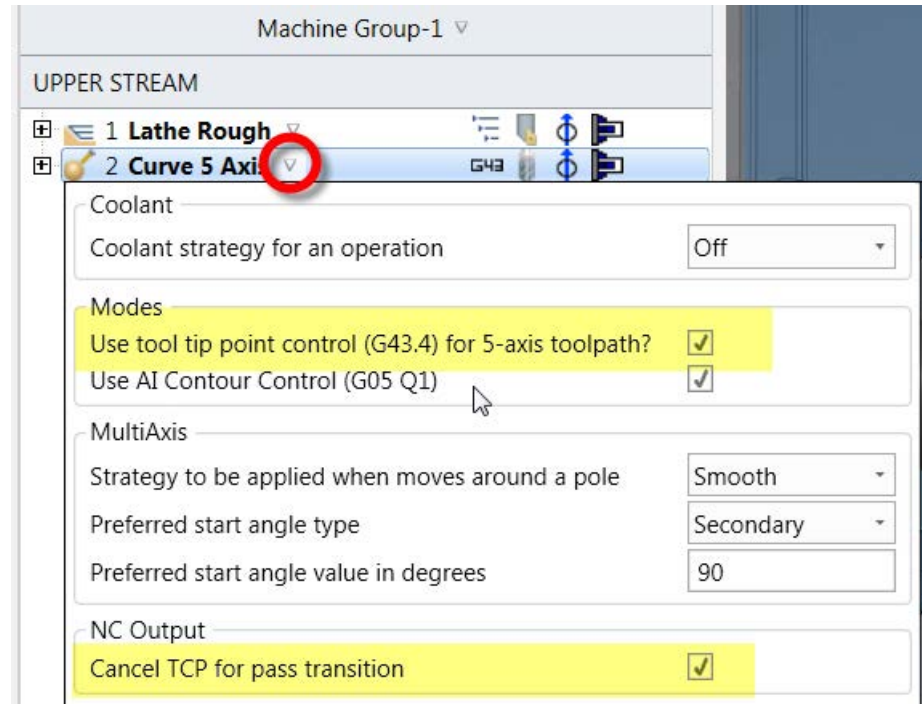 Machine Group-1
UPPER STREAM
1 Lathe Rough
2 Curve 5 Axis G43
Coolant
Coolant strategy for an operation Off
Modes
Use tool tip point control (G43.4) for 5-axis toolpath?
Use AI Contour Control (G05 Q1)
MultiAxis
Strategy to be applied when moves around a pole Smooth
Preferred start angle type Secondary
Preferred start angle value in degrees 90
NC Output
Cancel TCP for pass transition